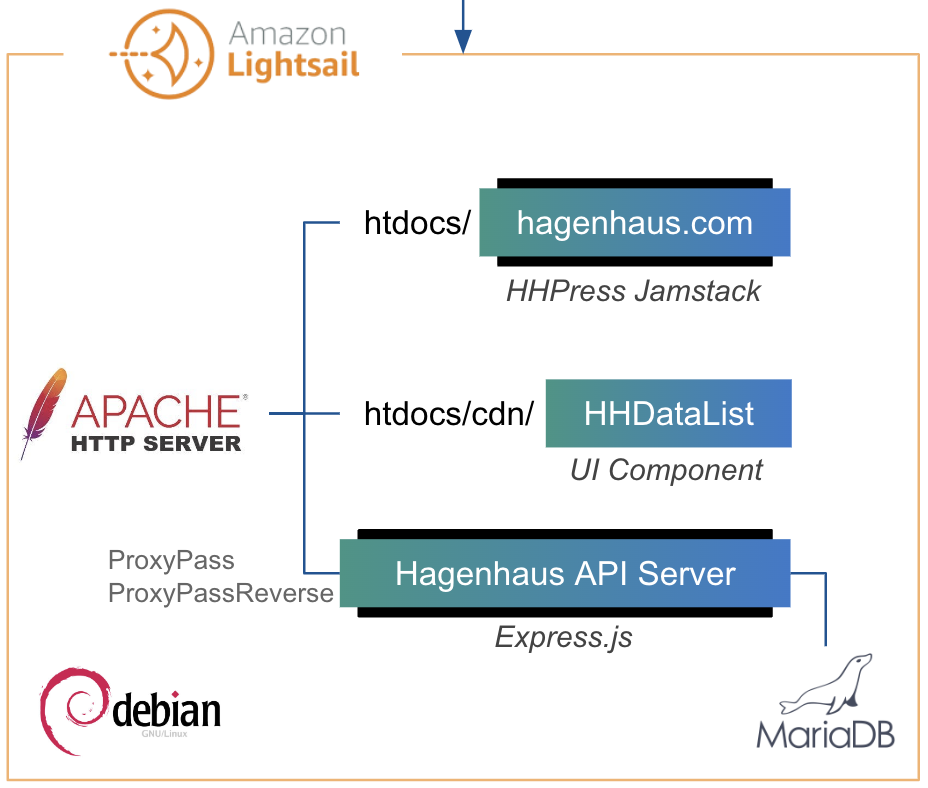 Amazon
Lightsail
htdocs/
hagenhaus.com
HHPress Jamstack
APACHE®
HTTP SERVER
htdocs/cdn/
HHDataList
UI Component
ProxyPass
ProxyPassReverse
Hagenhaus API Server
Express.js
debian
GNU/Linux
MariaDB